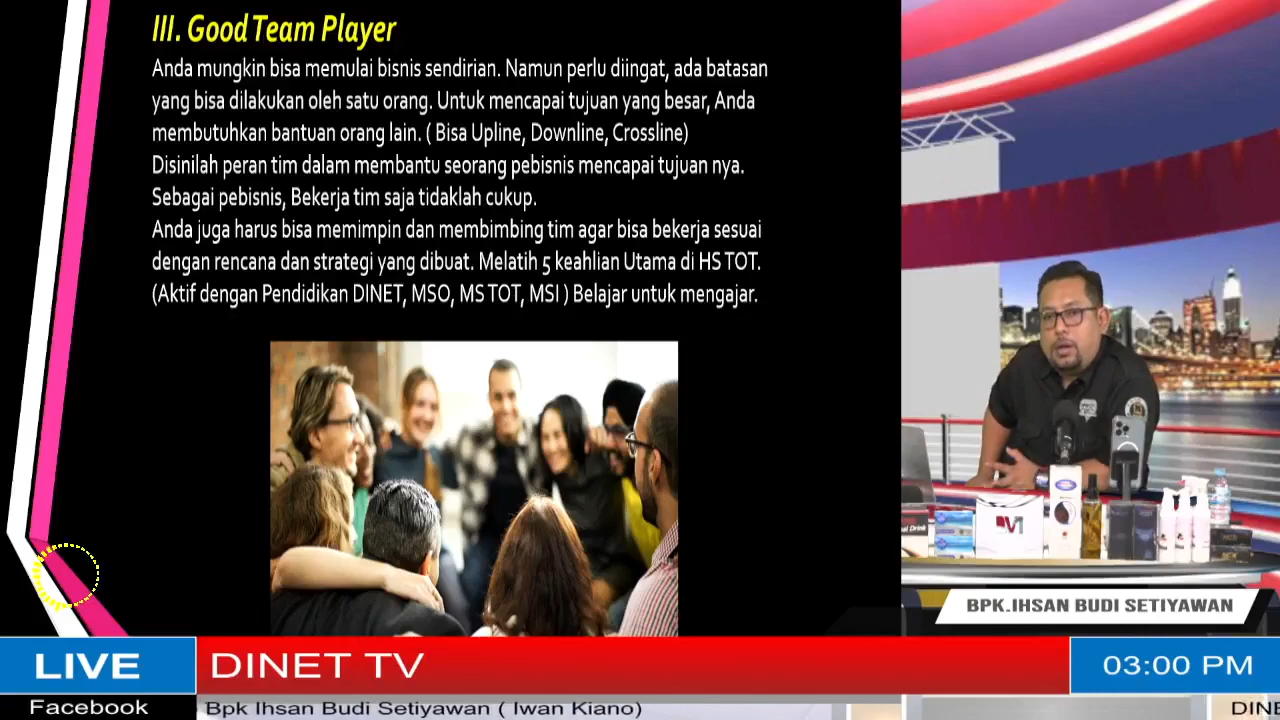 III. Good Team Player
Anda mungkin bisa memulai bisnis sendirian. Namun perlu diingat, ada batasan
yang bisa dilakukan oleh satu orang. Untuk mencapai tujuan yang besar, Anda
membutuhkan bantuan orang lain. ( Bisa Upline, Downline, Crossline)
Disinilah peran tim dalam membantu seorang pebisnis mencapai tujuan nya.
Sebagai pebisnis, Bekerja tim saja tidaklah cukup.
Anda juga harus bisa memimpin dan membimbing tim agar bisa bekerja sesuai
dengan rencana dan strategi yang dibuat. Melatih 5 keahlian Utama di HS TOT.
(Aktif dengan Pendidikan DINET, MSO, MS TOT, MSI ) Belajar untuk mengajar.
BPK.IHSAN BUDI SETIYAWAN
LIVE
DINET TV
03:00 PM
Facebook
Bpk Ihsan Budi Setiyawan ( Iwan Kiano)
DINE